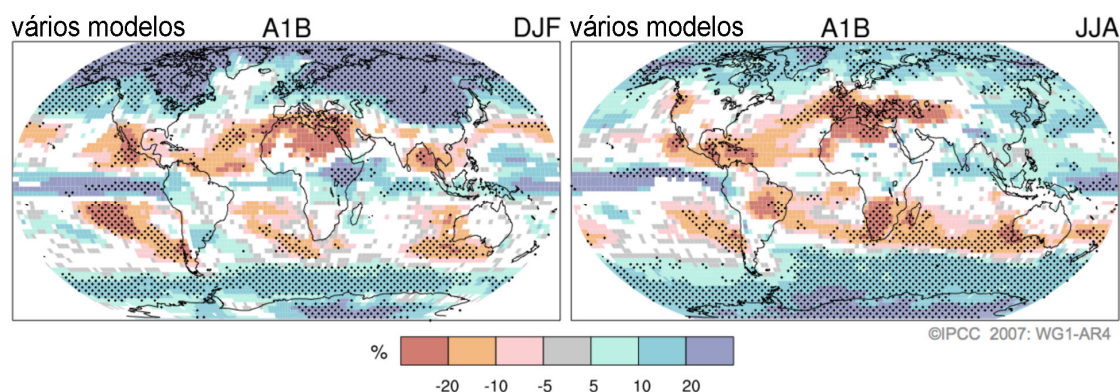 vários modelos A1B DJF
vários modelos A1B JJA
©IPCC 2007: WG1-AR4
%
-20 -10 -5 5 10 20